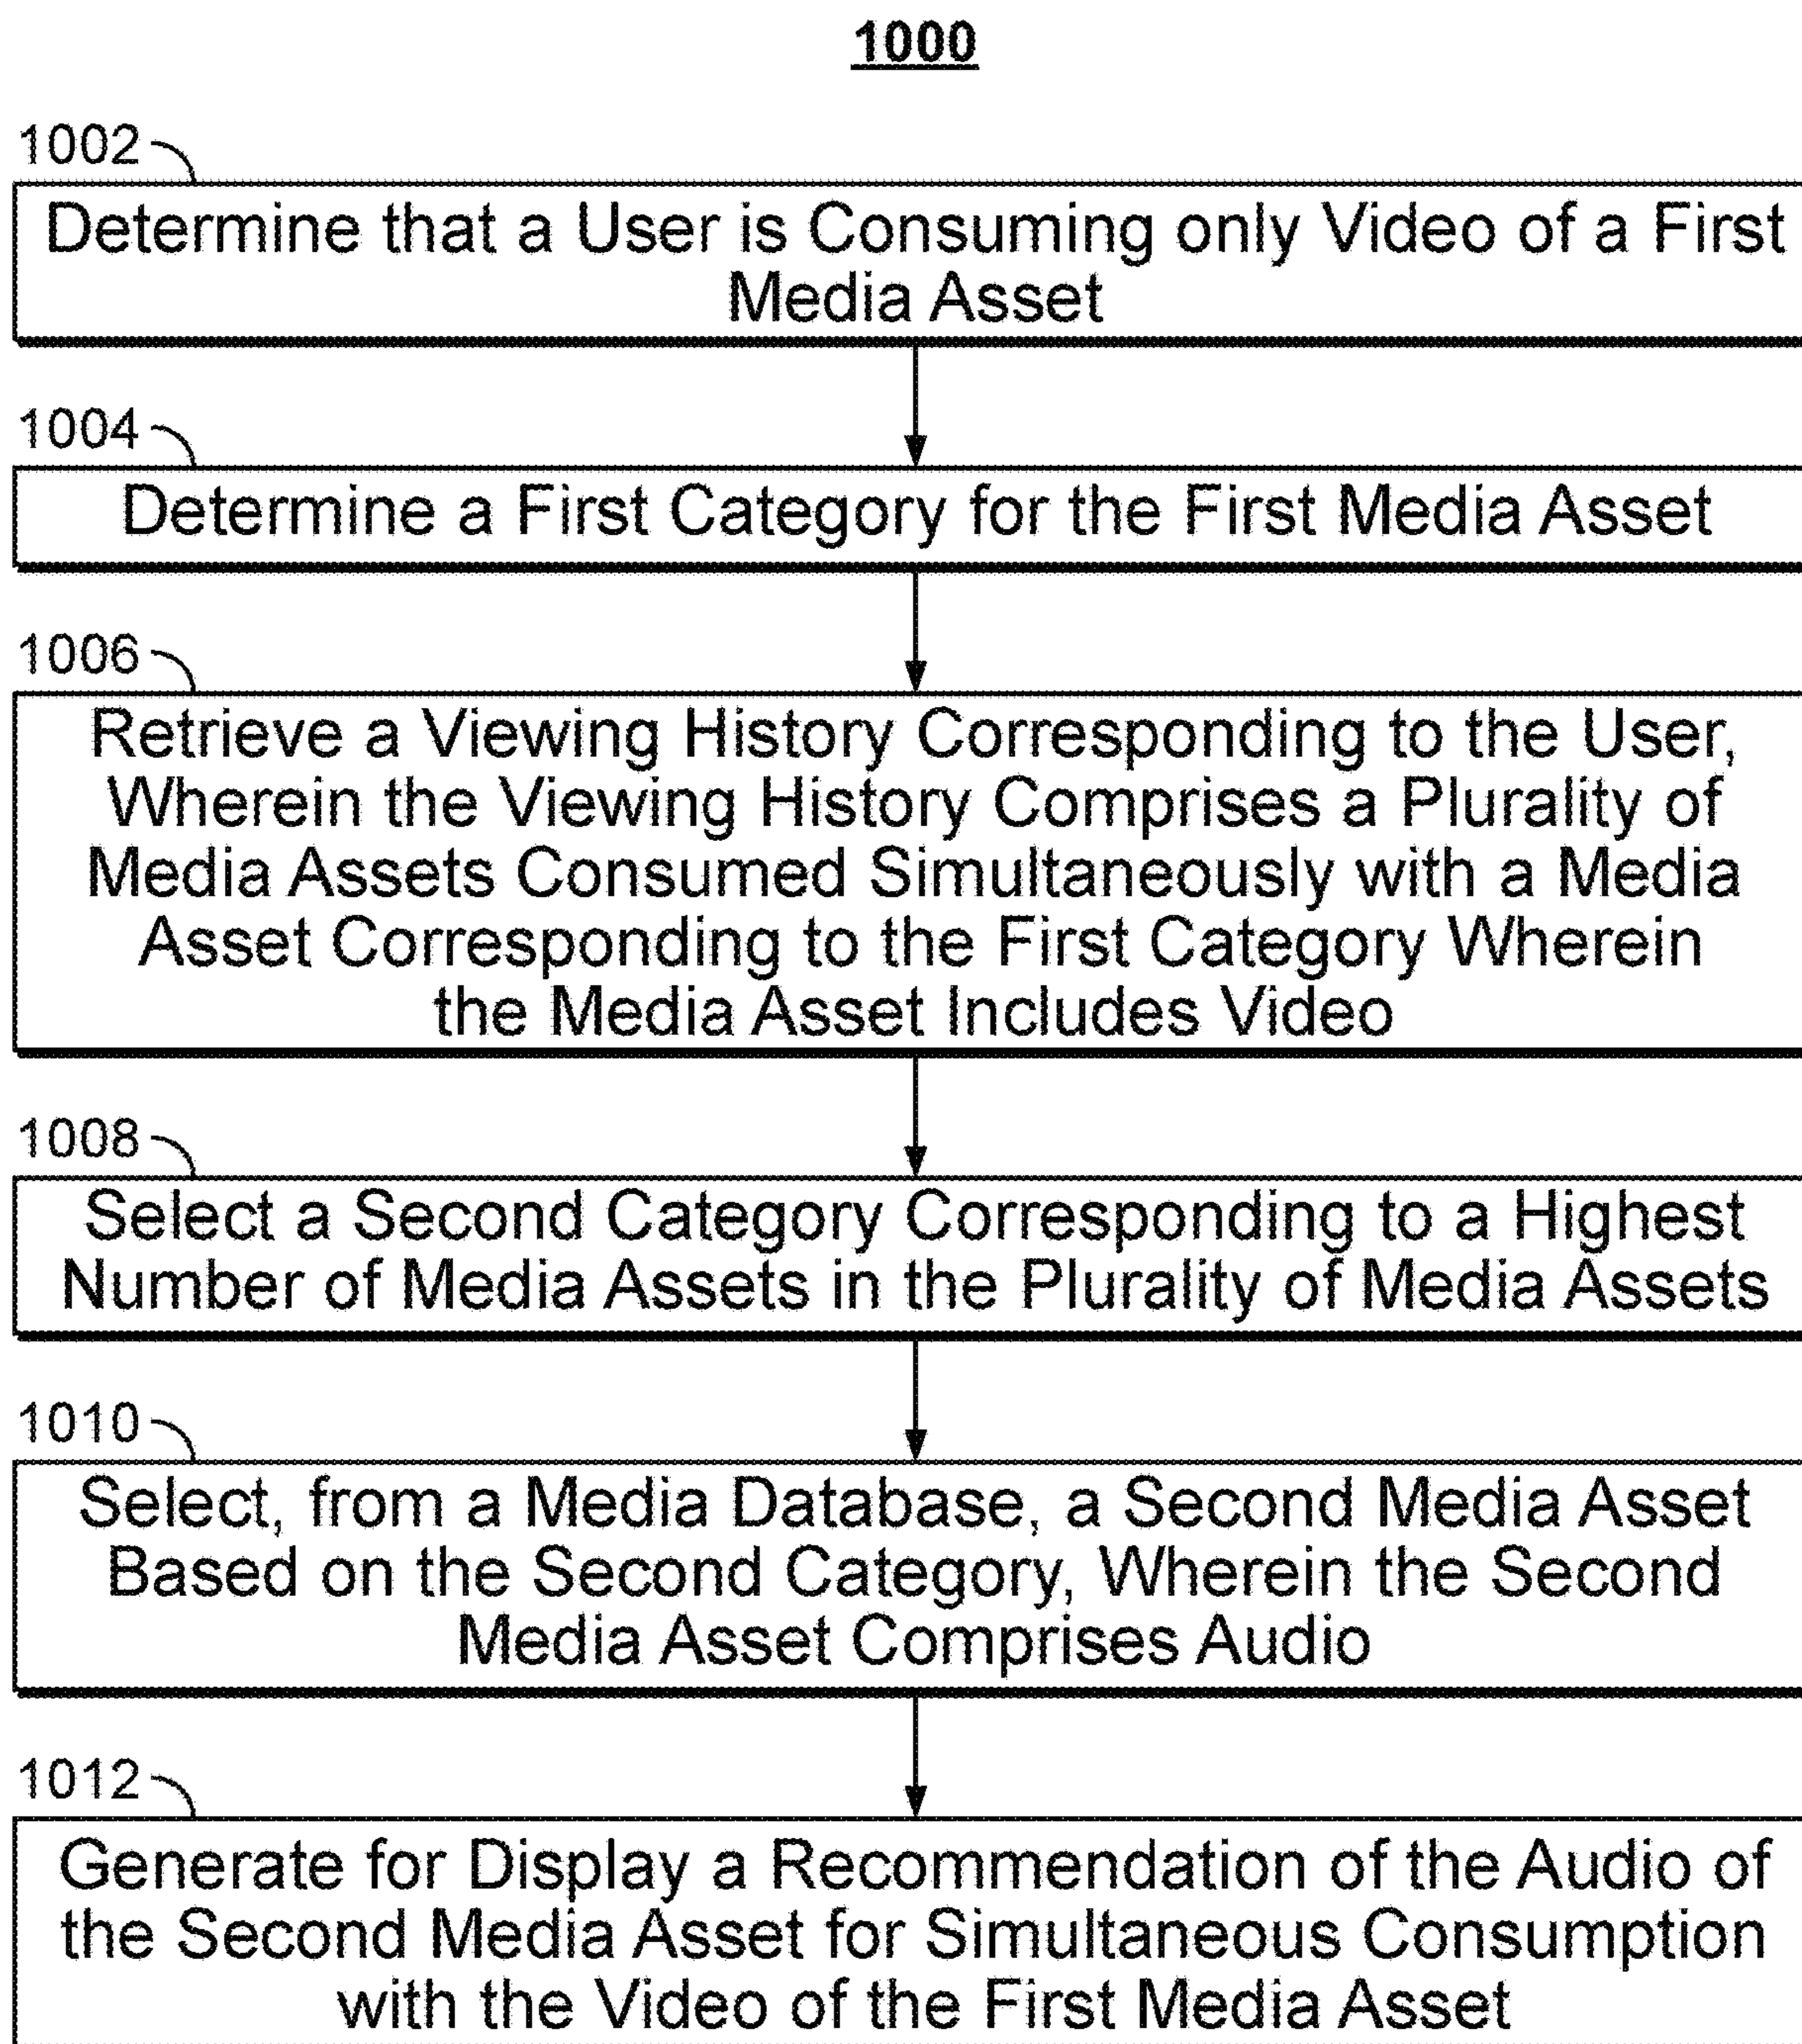 1000
1002
Determine that a User is Consuming only Video of a First
Media Asset
1004
Determine a First Category for the First Media Asset
1006
Retrieve a Viewing History Corresponding to the User,
Wherein the Viewing History Comprises a Plurality of
Media Assets Consumed Simultaneously with a Media
Asset Corresponding to the First Category Wherein
the Media Asset Includes Video
1008
Select a Second Category Corresponding to a Highest
Number of Media Assets in the Plurality of Media Assets
1010
Select, from a Media Database, a Second Media Asset
Based on the Second Category, Wherein the Second
Media Asset Comprises Audio
1012
Generate for Display a Recommendation of the Audio of
the Second Media Asset for Simultaneous Consumption
with the Video of the First Media Asset